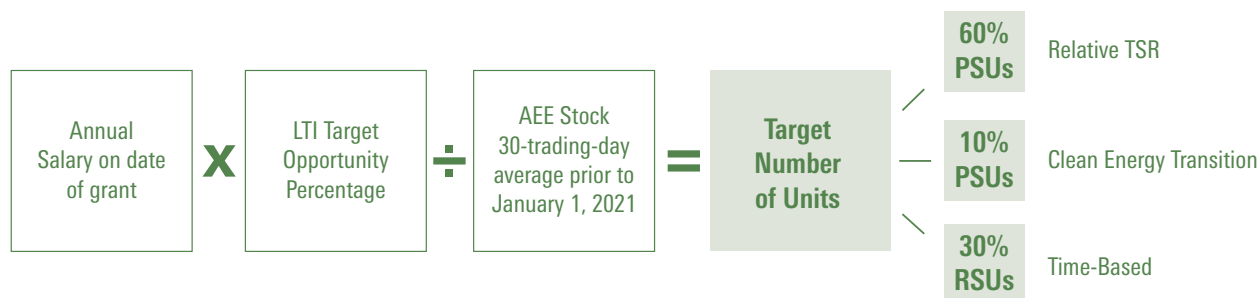 Annual
Salary on date
of grant
X
LTI Target
Opportunity
Percentage
÷
AEE Stock
30-trading-day
average prior to
January 1, 2021
=
Target
Number
of Units
60%
PSUs
Relative TSR
10%
PSUs
Clean Energy Transition
30%
RSUs
Time-Based